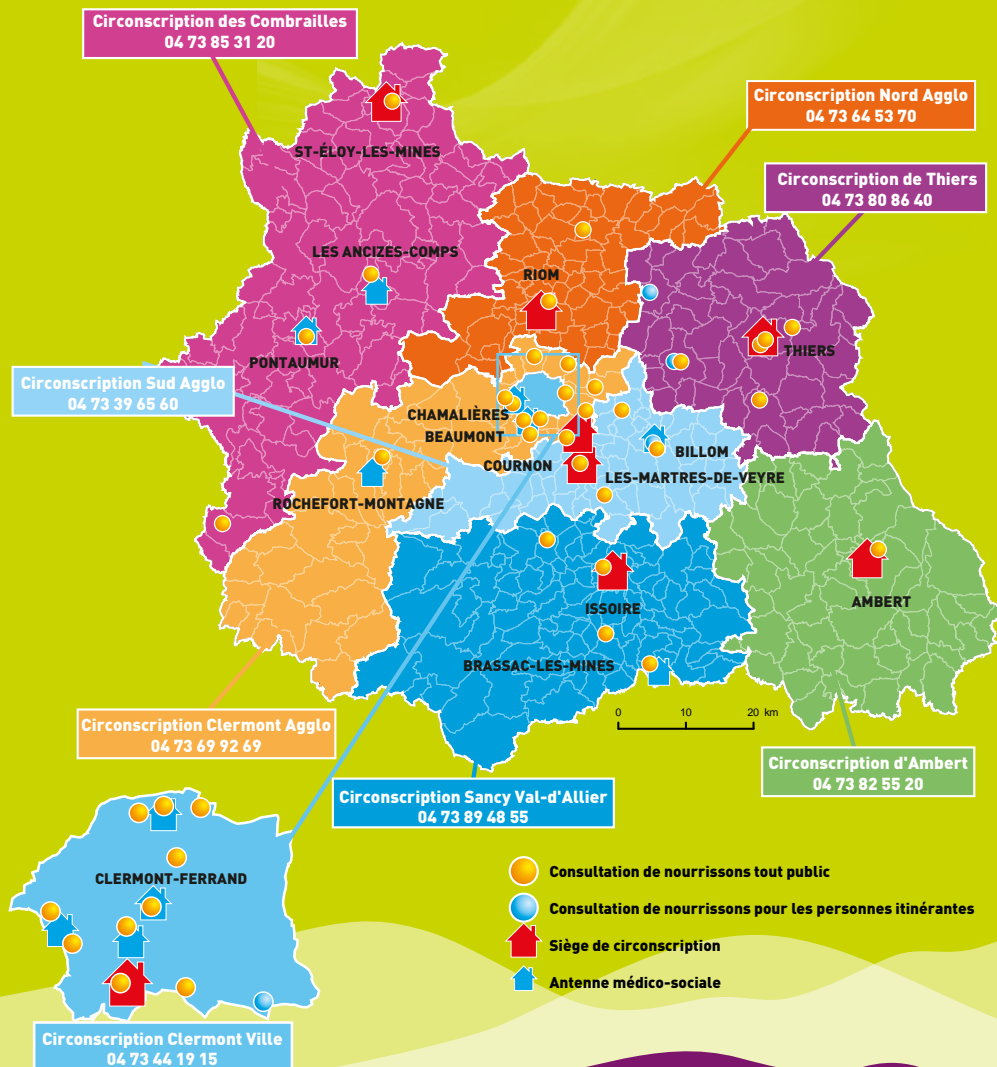 Circonscription des Combrailles
04 73 85 31 20
Circonscription Nord Agglo
04 73 64 53 70
Circonscription de Thiers
04 73 80 86 40
ST-ÉLOY-LES-MINES
LES ANCIZES-COMPS
RIOM
THIERS
PONTAUMUR
Circonscription Sud Agglo
04 73 39 65 60
CHAMALIÈRES
BEAUMONT
COURNON
BILLOM
LES-MARTRES-DE-VEYRE
ROCHEFORT-MONTAGNE
ISSOIRE
AMBERT
BRASSAC-LES-MINES
0 10 20 km
Circonscription Clermont Agglo
04 73 69 92 69
Circonscription d'Ambert
04 73 82 55 20
Circonscription Sancy Val-d'Allier
04 73 89 48 55
CLERMONT-FERRAND
Consultation de nourrissons tout public
Consultation de nourrissons pour les personnes itinérantes
Siège de circonscription
Antenne médico-sociale
Circonscription Clermont Ville
04 73 44 19 15